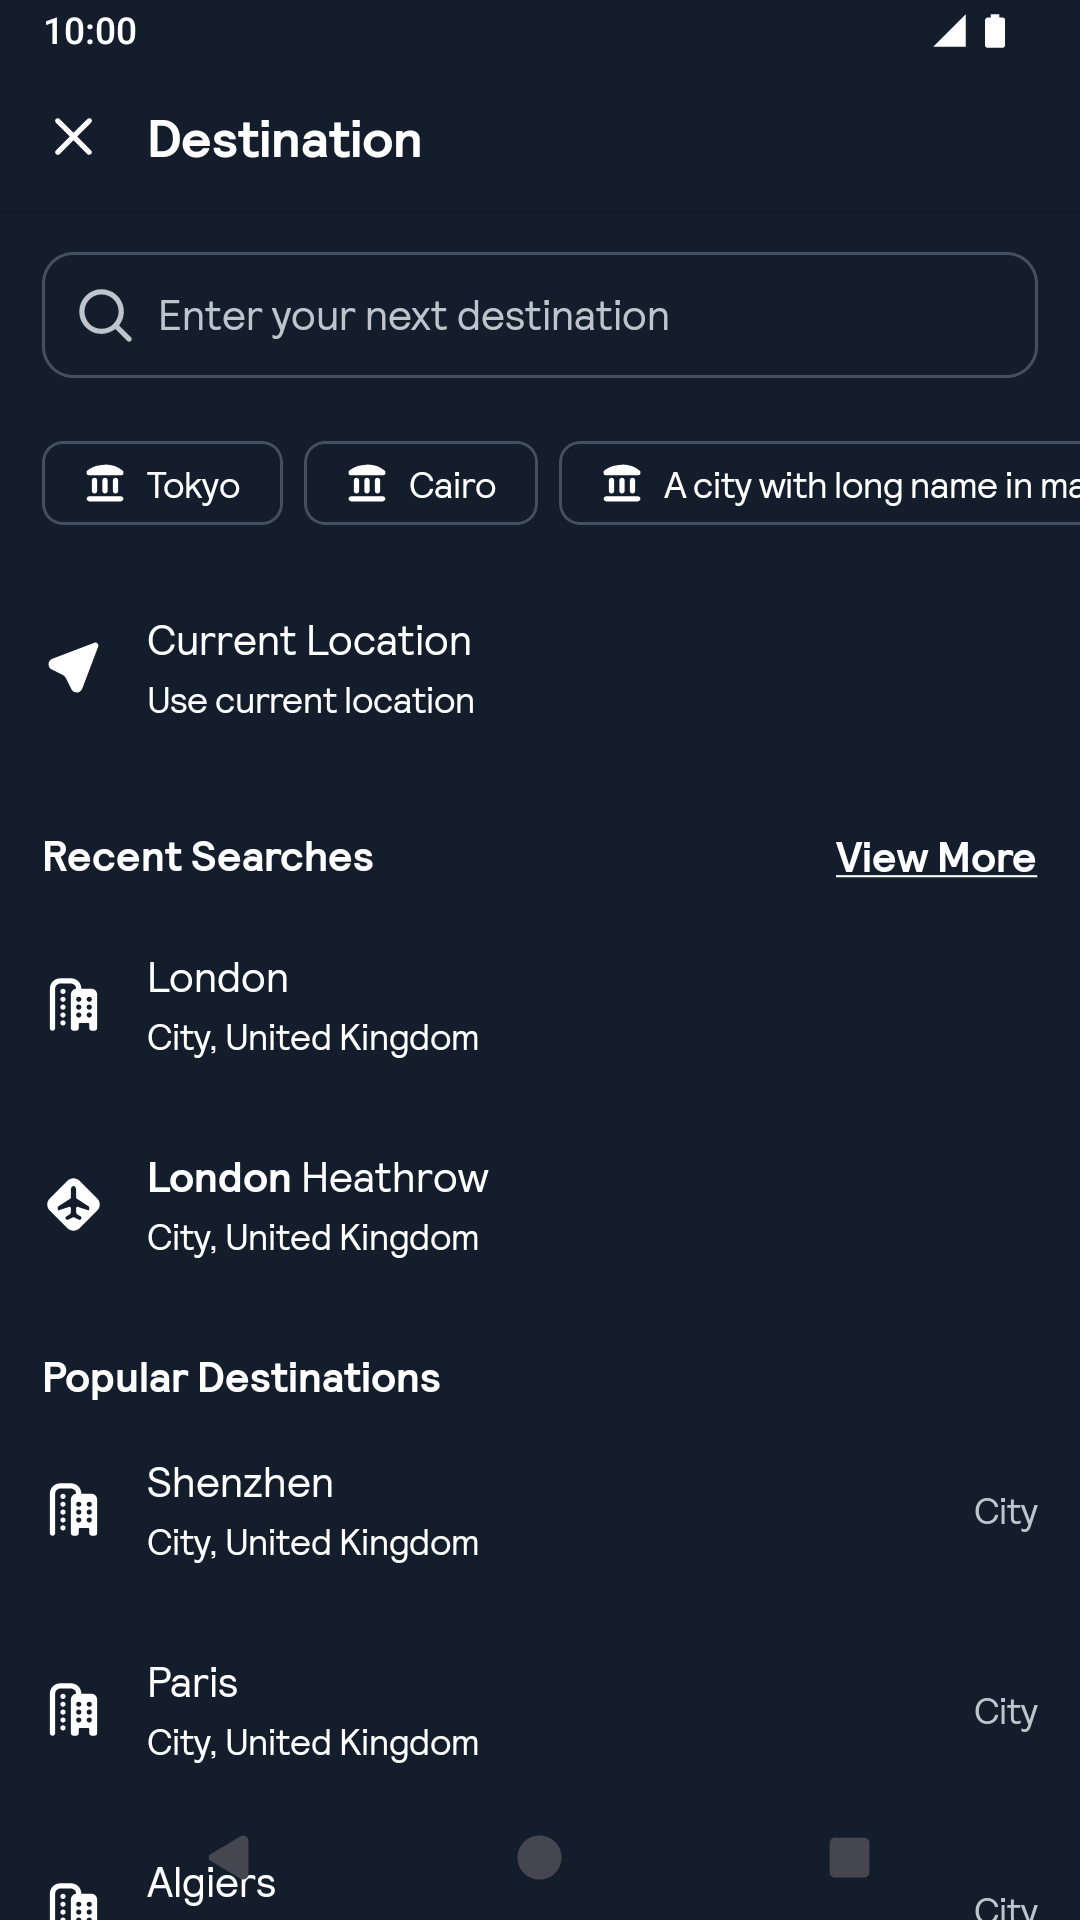 10:00
Destination
Enter your next destination
Tokyo
Cairo
A city with long name in ma
Current Location
Use current location
Recent Searches
View More
London
City, United Kingdom
London Heathrow
City, United Kingdom
Popular Destinations
Shenzhen
City, United Kingdom
City
Paris
City, United Kingdom
City
Algiers
City